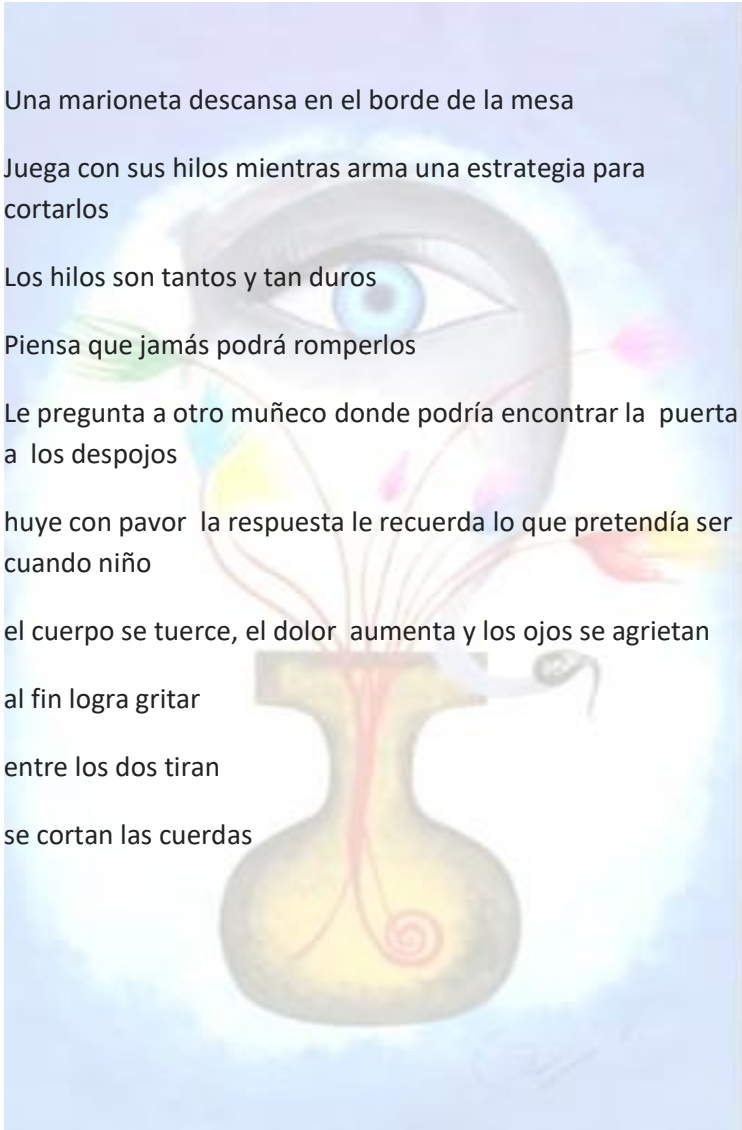 Una marioneta descansa en el borde de la mesa
Juega con sus hilos mientras arma una estrategia para
cortarlos
Los hilos son tantos y tan duros
Piensa que jamás podrá romperlos
Le pregunta a otro muñeco donde podría encontrar la  puerta
a  los despojos
huye con pavor  la respuesta le recuerda lo que pretendía ser
cuando niño
el cuerpo se tuerce, el dolor  aumenta y los ojos se agrietan
al fin logra gritar
entre los dos tiran
se cortan las cuerdas